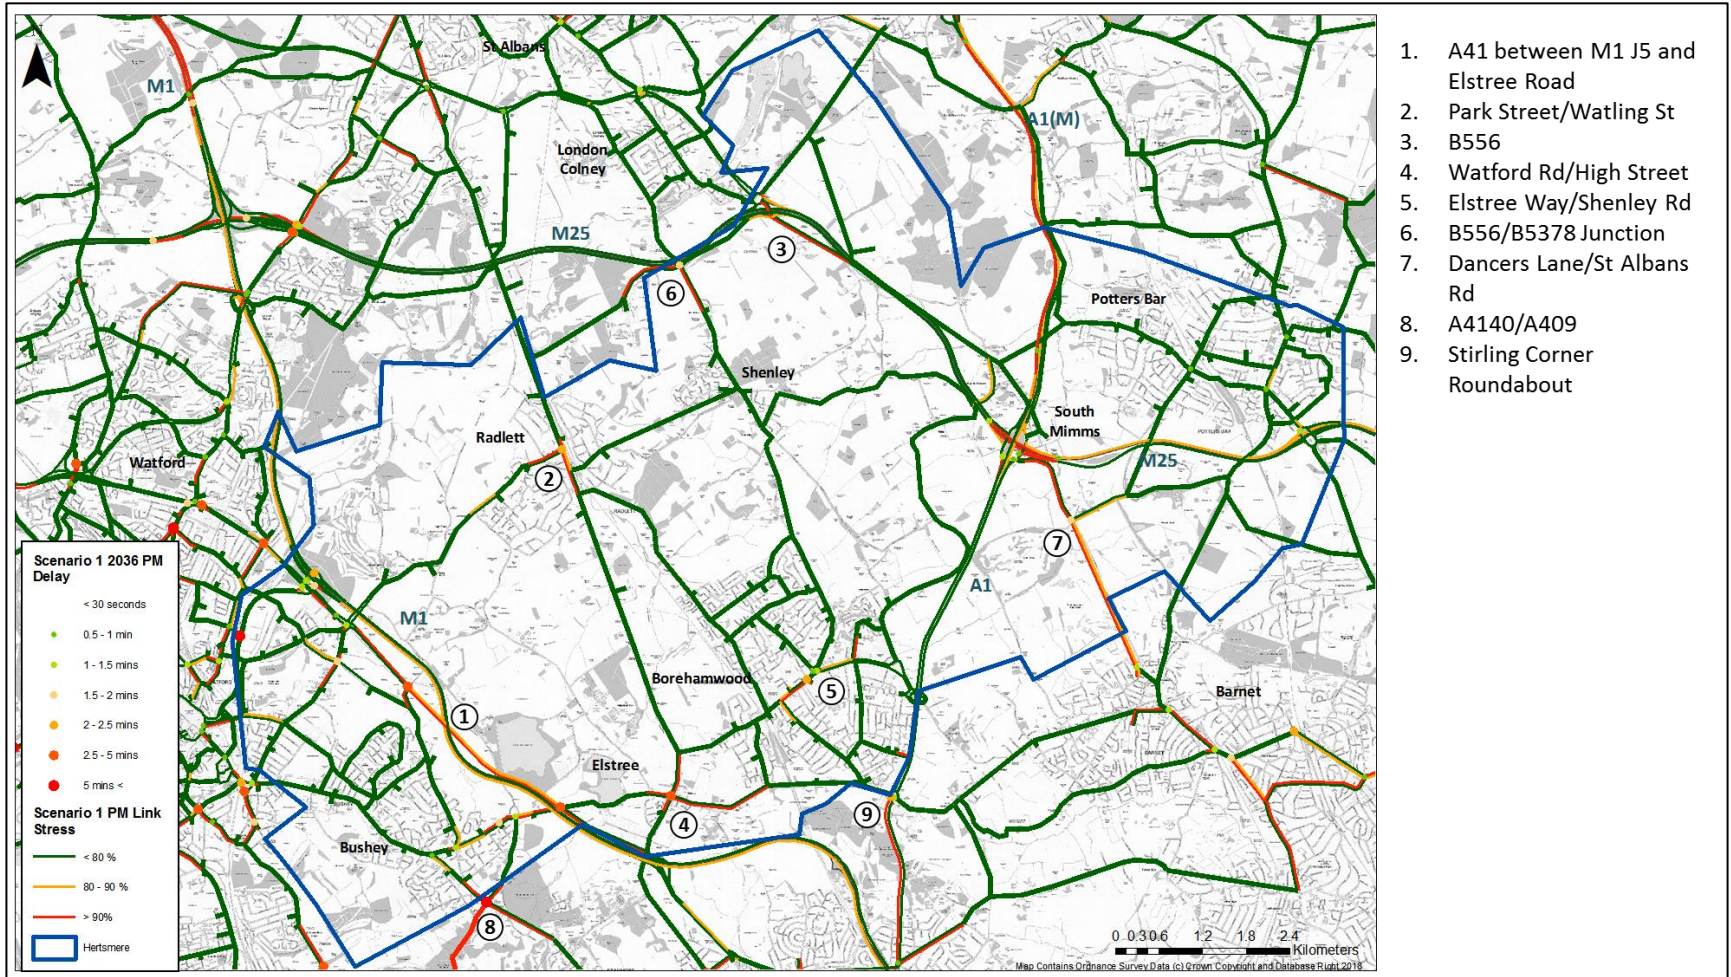 St Albans
M1
A1(M)
London
Colney
M25
3
6
Potters Bar
Shenley
South
Mimms
Radlett
POTTERS BAR
Watford
M25
2
RADLETT
7
A1
M1
Borehamwood
5
Barnet
1
Elstree
BARNET
4
9
Bushey
8
Scenario 1 2036 PM
Delay
< 30 seconds
0.5 - 1 min
1 - 1.5 mins
1.5 - 2 mins
2 - 2.5 mins
2.5 - 5 mins
5 mins <
Scenario 1 PM Link
Stress
< 80 %
80 - 90 %
> 90%
Hertsmere
0 0.30.6 1.2 1.8 2.4
Kilometers
Map Contains Ordnance Survey Data (c) Crown Copyright and Database Right 2018
1. A41 between M1 J5 and
Elstree Road
2. Park Street/Watling St
3. B556
4. Watford Rd/High Street
5. Elstree Way/Shenley Rd
6. B556/B5378 Junction
7. Dancers Lane/St Albans
Rd
8. A4140/A409
9. Stirling Corner
Roundabout